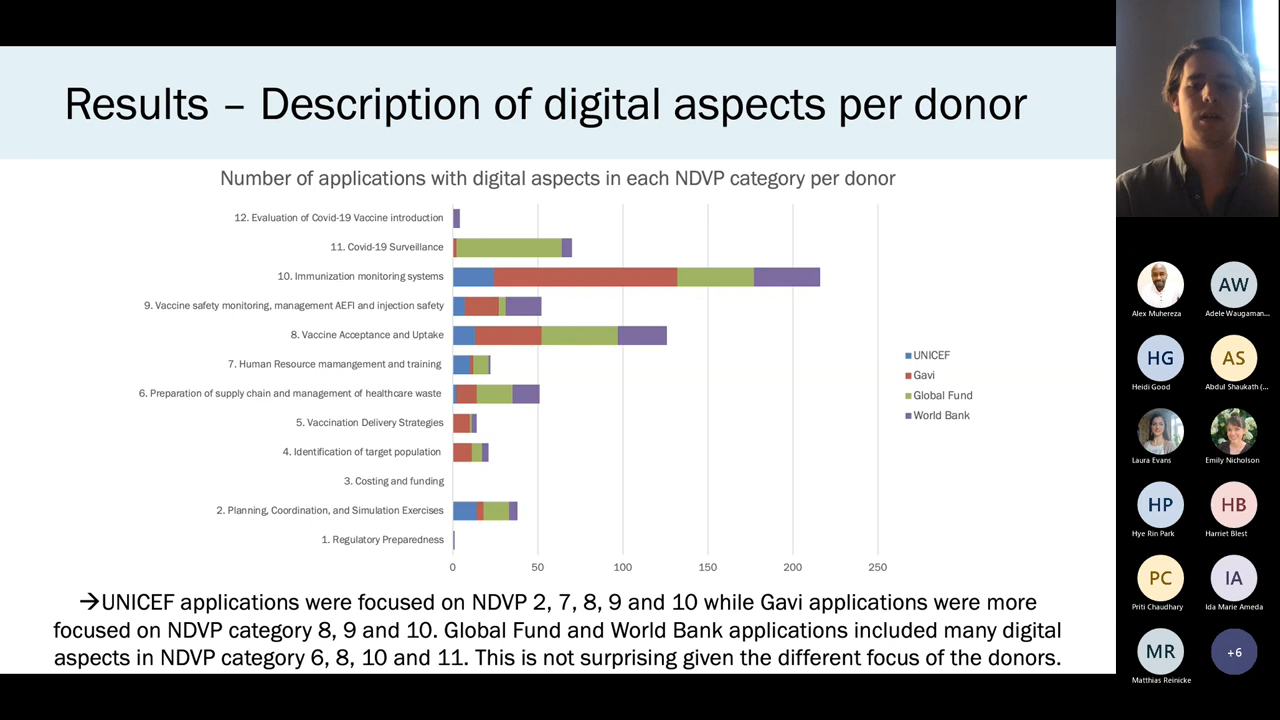 Results – Description of digital aspects per donor
Number of applications with digital aspects in each NDVP category per donor
12. Evaluation of Covid-19 Vaccine introduction
11. Covid-19 Surveillance
10. Immunization monitoring systems
9. Vaccine safety monitoring, management AEFI and injection safety
8. Vaccine Acceptance and Uptake
7. Human Resource mamangement and training
6. Preparation of supply chain and management of healthcare waste
5. Vaccination Delivery Strategies
4. Identification of target population
3. Costing and funding
2. Planning, Coordination, and Simulation Exercises
1. Regulatory Preparedness
0 50 100 150 200 250
UNICEF
Gavi
Global Fund
World Bank
→UNICEF applications were focused on NDVP 2, 7, 8, 9 and 10 while Gavi applications were more
focused on NDVP category 8, 9 and 10. Global Fund and World Bank applications included many digital
aspects in NDVP category 6, 8, 10 and 11. This is not surprising given the different focus of the donors.
AW
Alex Muhereza
Adele Waugaman...
HG
AS
Heidi Good
Abdul Shaukath (...
Laura Evans
Emily Nicholson
HP
HB
Hye Rin Park
Harriet Blest
PC
IA
Priti Chaudhary
Ida Marie Ameda
MR
+6
Matthias Reinicke